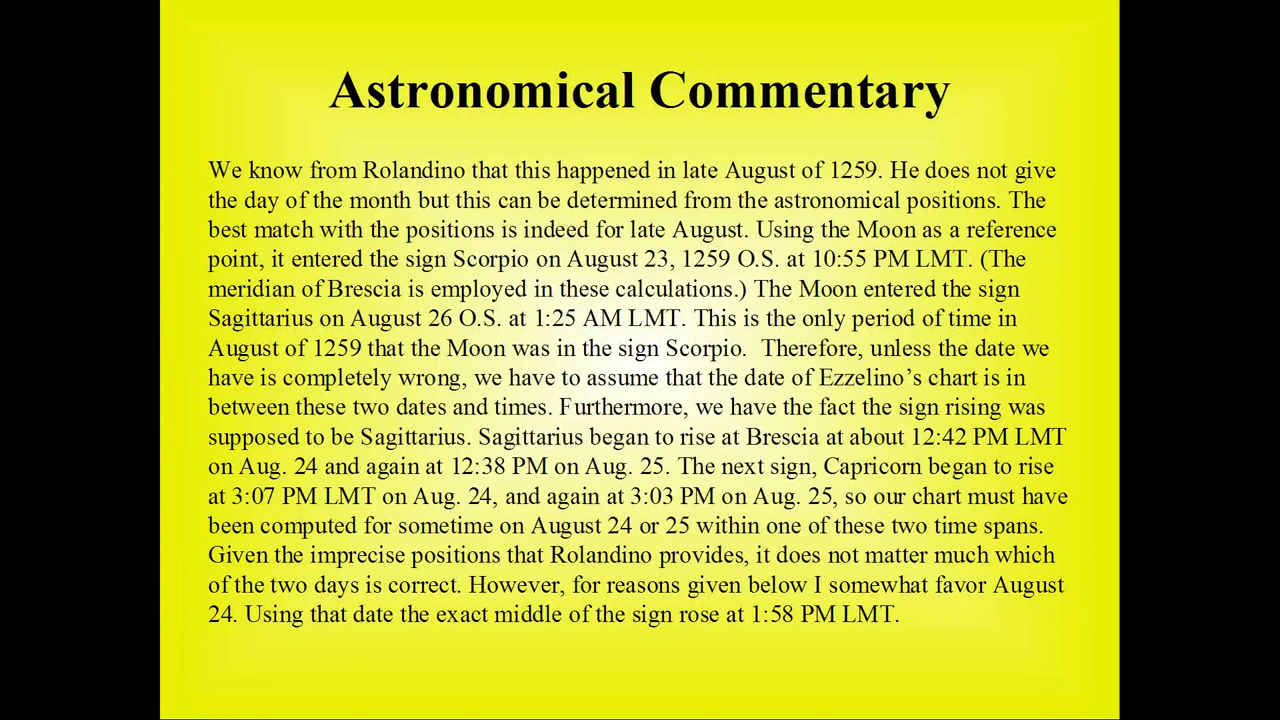 Astronomical Commentary
We know from Rolandino that this happened in late August of 1259. He does not give
the day of the month but this can be determined from the astronomical positions. The
best match with the positions is indeed for late August. Using the Moon as a reference
point, it entered the sign Scorpio on August 23, 1259 O.S. at 10:55 PM LMT. (The
meridian of Brescia is employed in these calculations.) The Moon entered the sign
Sagittarius on August 26 O.S. at 1:25 AM LMT. This is the only period of time in
August of 1259 that the Moon was in the sign Scorpio.  Therefore, unless the date we
have is completely wrong, we have to assume that the date of Ezzelino’s chart is in
between these two dates and times. Furthermore, we have the fact the sign rising was
supposed to be Sagittarius. Sagittarius began to rise at Brescia at about 12:42 PM LMT
on Aug. 24 and again at 12:38 PM on Aug. 25. The next sign, Capricorn began to rise
at 3:07 PM LMT on Aug. 24, and again at 3:03 PM on Aug. 25, so our chart must have
been computed for sometime on August 24 or 25 within one of these two time spans.
Given the imprecise positions that Rolandino provides, it does not matter much which
of the two days is correct. However, for reasons given below I somewhat favor August
24. Using that date the exact middle of the sign rose at 1:58 PM LMT.